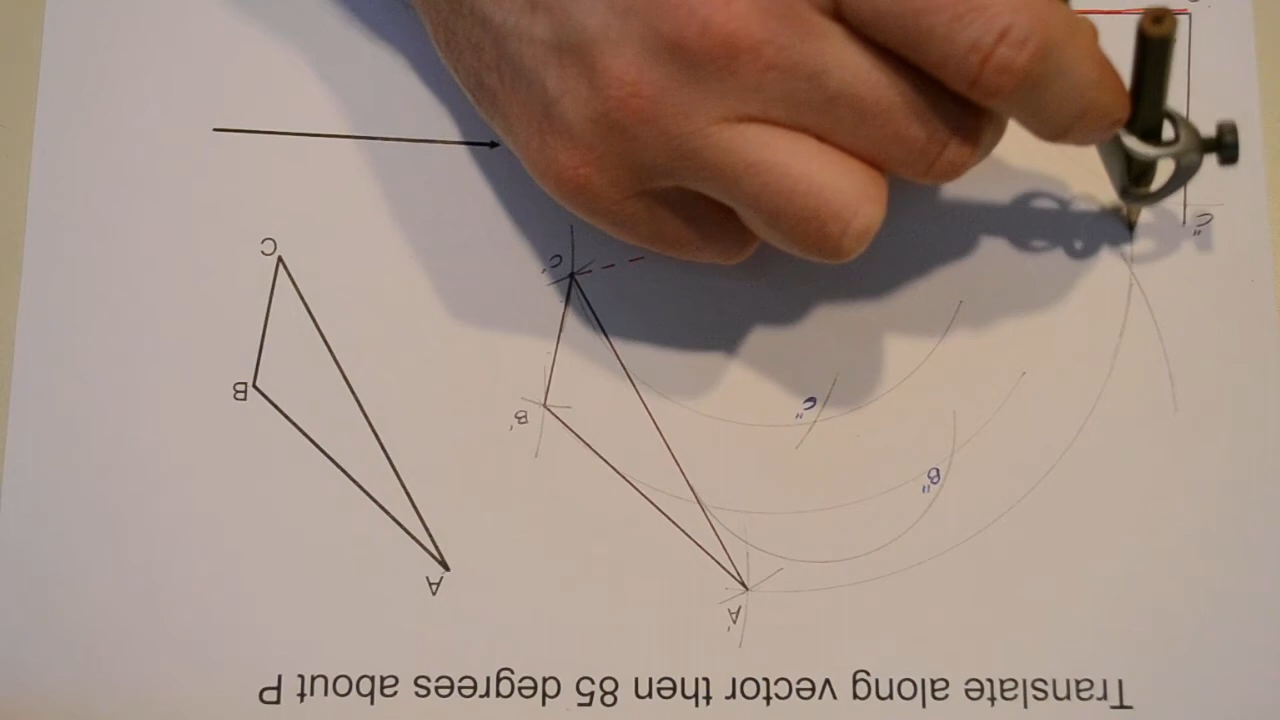 Translate along vector then 85 degrees about P
A'
A
B"
B'
B
C"
C'
C
C"